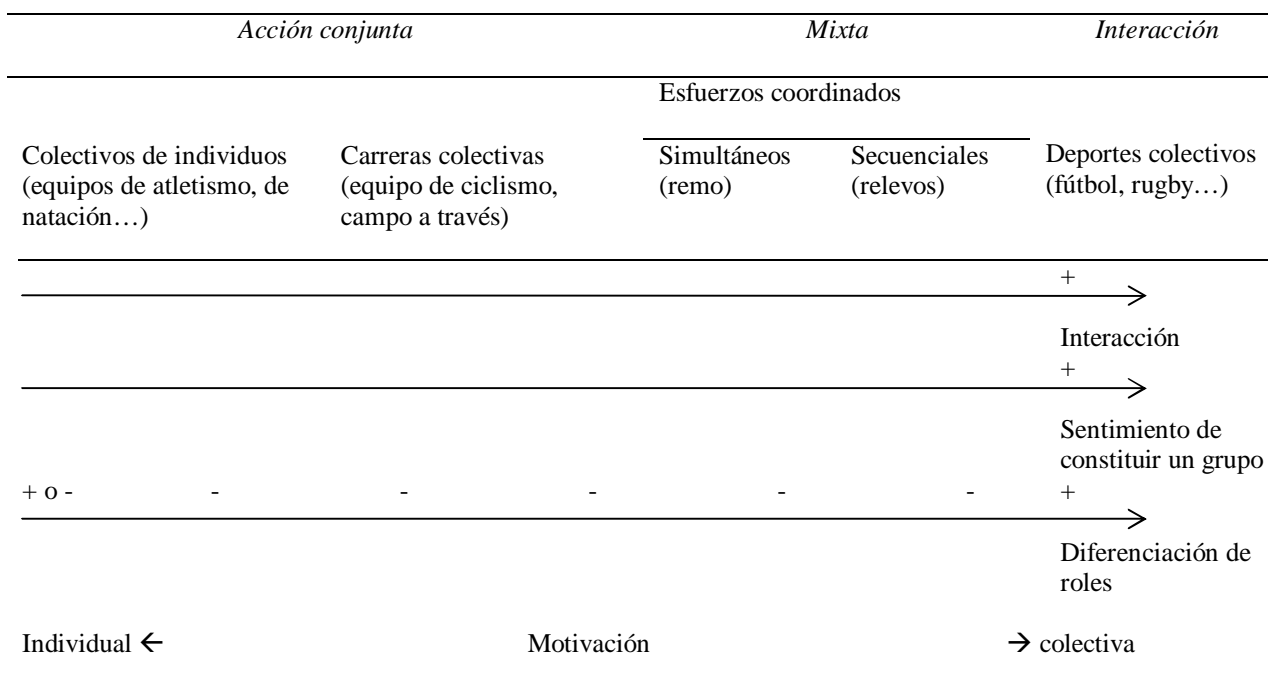 Acción conjunta Mixta Interacción
Esfuerzos coordinados
Colectivos de individuos Carreras colectivas Simultáneos Secuenciales Deportes colectivos
(equipos de atletismo, de (equipo de ciclismo, (remo) (relevos) (fútbol, rugby…)
natación…) campo a través)
+
Interacción
+
Sentimiento de
constituir un grupo
+ o - - - - - - +
Diferenciación de
roles
Individual ← Motivación → colectiva